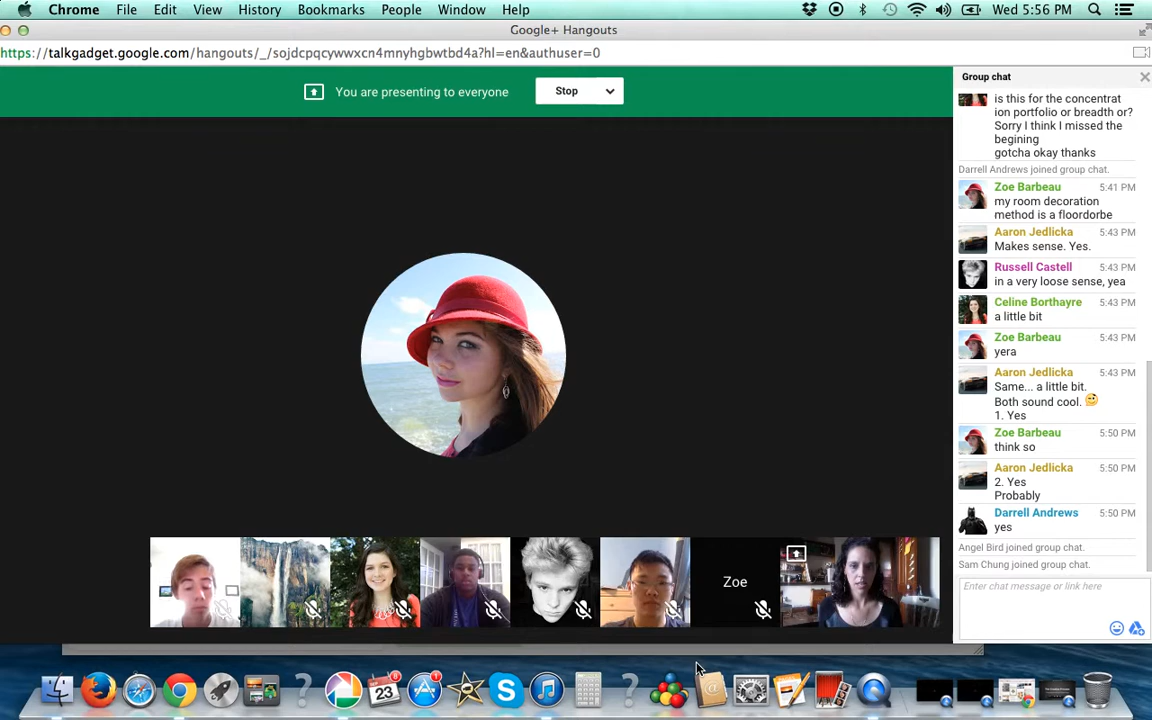 Chrome File Edit View History Bookmarks People Window Help Wed 5:56 PM
Google+ Hangouts
https://talkgadget.google.com/hangouts/_/sojdcpqcywwxcn4mnyhgbwtbd4a?hl=en&authuser=0
You are presenting to everyone Stop
Group chat
is this for the concentrat
ion portfolio or breadth or?
Sorry I think I missed the
begining
gotcha okay thanks
Darrell Andrews joined group chat.
Zoe Barbeau 5:41 PM
my room decoration
method is a floordorbe
Aaron Jedlicka 5:43 PM
Makes sense. Yes.
Russell Castell 5:43 PM
in a very loose sense, yea
Celine Borthayre 5:43 PM
a little bit
Zoe Barbeau 5:43 PM
yera
Aaron Jedlicka 5:43 PM
Same... a little bit.
Both sound cool.
1. Yes
Zoe Barbeau 5:50 PM
think so
Aaron Jedlicka 5:50 PM
2. Yes
Probably
Darrell Andrews 5:50 PM
yes
Angel Bird joined group chat.
Sam Chung joined group chat.
Enter chat message or link here
Zoe
23